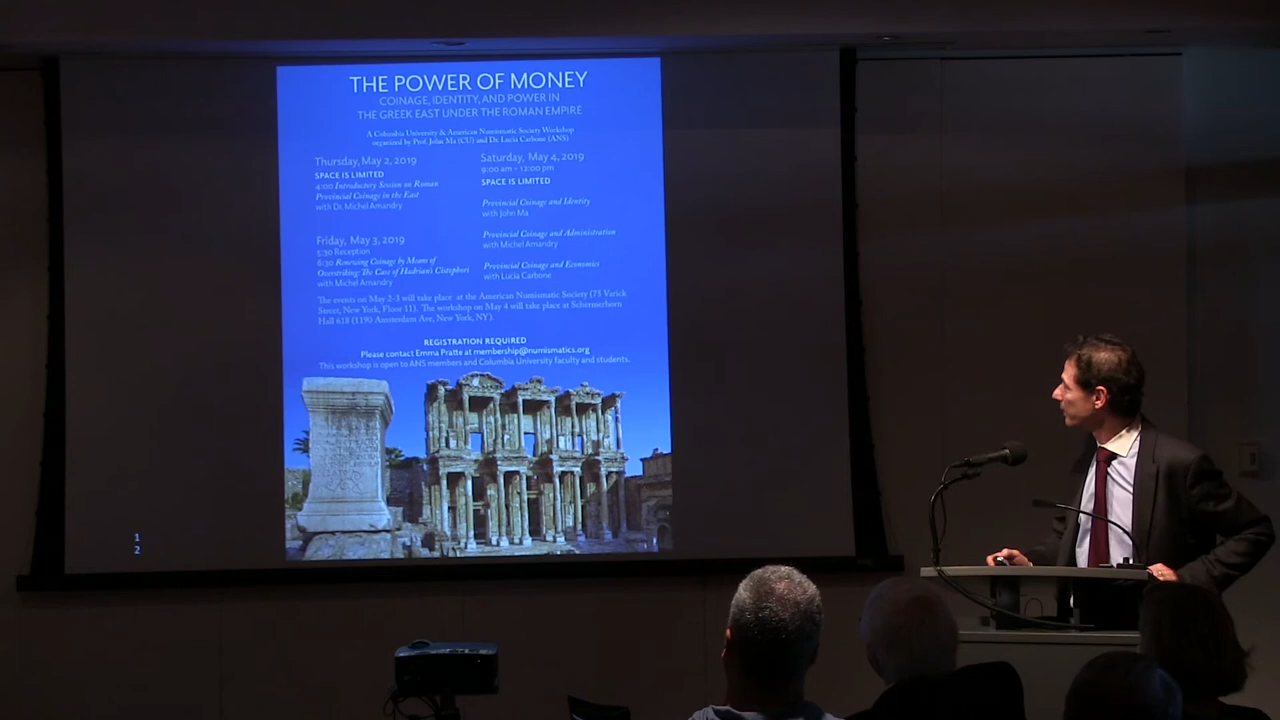 THE POWER OF MONEY
COINAGE, IDENTITY, AND POWER IN
THE GREEK EAST UNDER THE ROMAN EMPIRE
A Columbia University & American Numismatic Society Workshop
organized by Prof. John Ma (CU) and Dr. Lucia Carbone (ANS)
Thursday, May 2, 2019
SPACE IS LIMITED
4:00 Introductory Session on Roman
Provincial Coinage in the East
with Dr. Michel Amandry
Friday, May 3, 2019
5:30 Reception
6:30 Renewing Coinage by Means of
Overstriking: The Case of Hadrian's Cistophori
with Michel Amandry
Saturday, May 4, 2019
9:00 am - 12:00 pm
SPACE IS LIMITED
Provincial Coinage and Identity
with John Ma
Provincial Coinage and Administration
with Michel Amandry
Provincial Coinage and Economics
with Lucia Carbone
The events on May 2-3 will take place at the American Numismatic Society (75 Varick
Street, New York, Floor 11). The workshop on May 4 will take place at Schermerhorn
Hall 618 (1190 Amsterdam Ave, New York, NY).
REGISTRATION REQUIRED
Please contact Emma Pratte at membership@numismatics.org
This workshop is open to ANS members and Columbia University faculty and students.
1
2